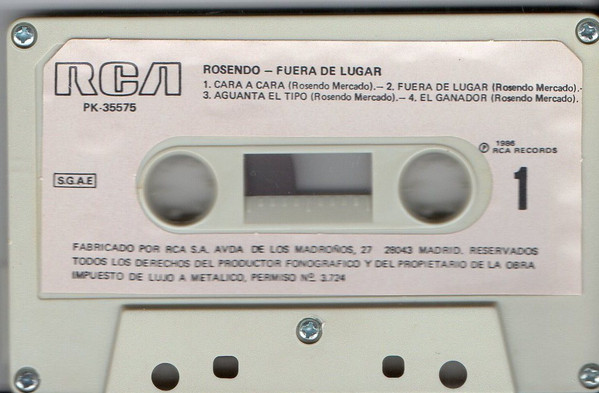 RCA
PK-35575
ROSENDO – FUERA DE LUGAR
1. CARA A CARA (Rosendo Mercado).– 2. FUERA DE LUGAR (Rosendo Mercado).-
3. AGUANTA EL TIPO (Rosendo Mercado).– 4. EL GANADOR (Rosendo Mercado).
℗ 1986
RCA RECORDS
S.G.A.E
1
FABRICADO POR RCA S.A. AVDA DE LOS MADROÑOS, 27 28043 MADRID. RESERVADOS
TODOS LOS DERECHOS DEL PRODUCTOR FONOGRAFICO Y DEL PROPIETARIO DE LA OBRA
IMPUESTO DE LUJO A METALICO, PERMISO Nº. 3.724